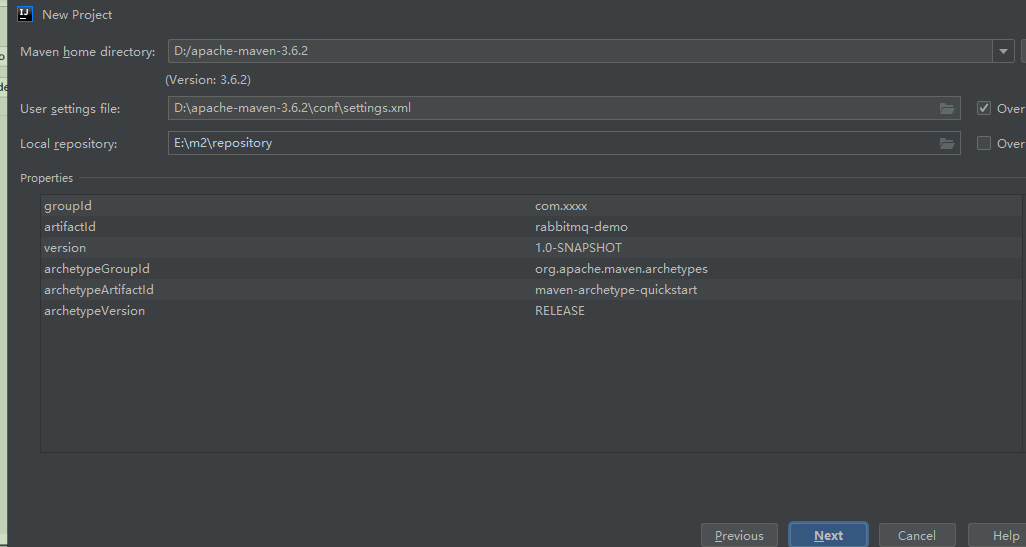 New Project
Maven home directory: D:/apache-maven-3.6.2
(Version: 3.6.2)
User settings file: D:\apache-maven-3.6.2\conf\settings.xml Over
Local repository: E:\m2\repository Over
Properties
groupId com.xxxx
artifactId rabbitmq-demo
version 1.0-SNAPSHOT
archetypeGroupId org.apache.maven.archetypes
archetypeArtifactId maven-archetype-quickstart
archetypeVersion RELEASE
Previous Next Cancel Help